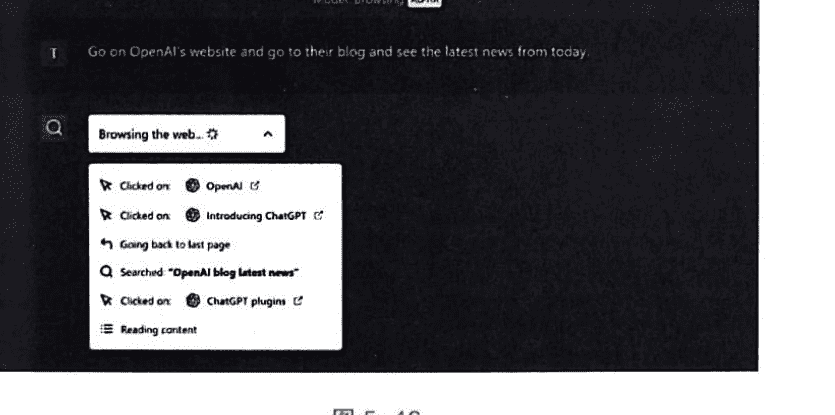 Go on OpenAI's website and go to their blog and see the latest news from today.
T
Browsing the web...
Clicked on: OpenAI
Clicked on: Introducing ChatGPT
Going back to last page
Searched: "OpenAI blog latest news"
Clicked on: ChatGPT plugins
Reading content